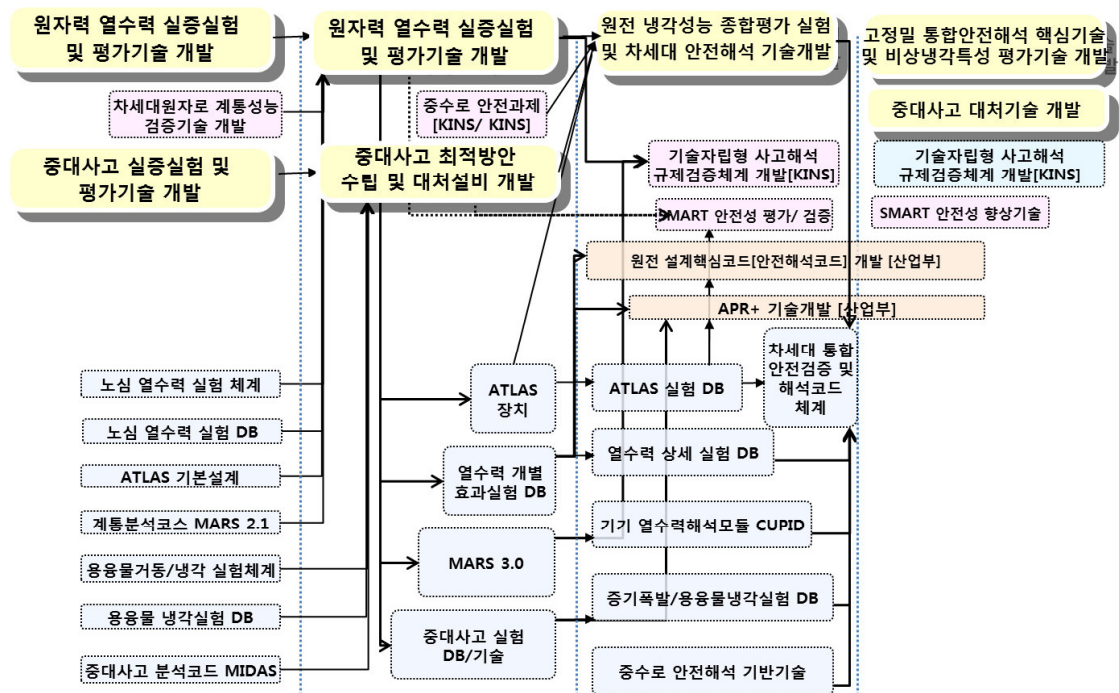 원자력 열수력 실증실험
및 평가기술 개발
원자력 열수력 실증실험
및 평가기술 개발
원전 냉각성능 종합평가 실험
및 차세대 안전해석 기술개발
고정밀 통합안전해석 핵심기술
및 비상냉각특성 평가기술 개발
차세대원자로 계통성능
검증기술 개발
중수로 안전과제
[KINS/ KINS]
중대사고 대처기술 개발
중대사고 실증실험 및
평가기술 개발
중대사고 최적방안
수립 및 대처설비 개발
기술자립형 사고해석
규제검증체계 개발[KINS]
기술자립형 사고해석
규제검증체계 개발[KINS]
SMART 안전성 평가/ 검증
SMART 안전성 향상기술
원전 설계핵심코드[안전해석코드] 개발 [산업부]
APR+ 기술개발 [산업부]
차세대 통합
안전검증 및
해석코드
체계
노심 열수력 실험 체계
ATLAS
장치
ATLAS 실험 DB
노심 열수력 실험 DB
열수력 상세 실험 DB
ATLAS 기본설계
열수력 개별
효과실험 DB
계통분석코스 MARS 2.1
기기 열수력해석모듈 CUPID
용융물거동/냉각 실험체계
MARS 3.0
용융물 냉각실험 DB
증기폭발/용융물냉각실험 DB
중대사고 실험
DB/기술
중대사고 분석코드 MIDAS
중수로 안전해석 기반기술